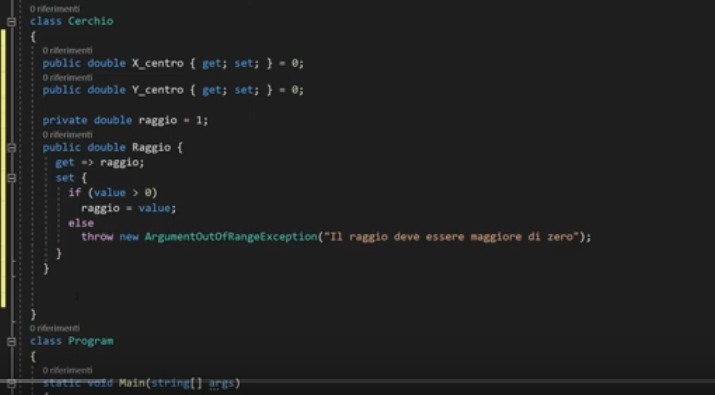 0 riferimenti
class Cerchio
{
0 riferimenti
public double X_centro { get; set; } = 0;
0 riferimenti
public double Y_centro { get; set; } = 0;
private double raggio = 1;
0 riferimenti
public double Raggio {
get => raggio;
set {
if (value > 0)
raggio = value;
else
throw new ArgumentOutOfRangeException("Il raggio deve essere maggiore di zero");
}
}
}
0 riferimenti
class Program
{
0 riferimenti
static void Main(string[] args)
{